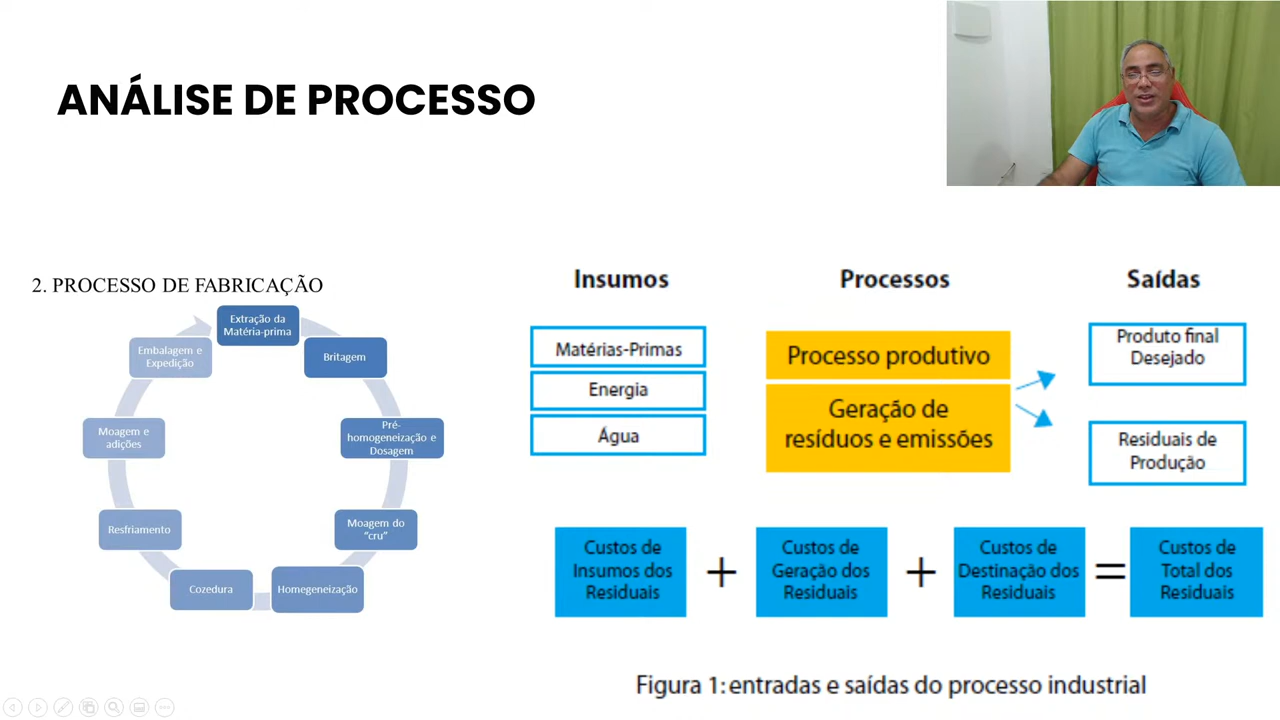 ANÁLISE DE PROCESSO
2. PROCESSO DE FABRICAÇÃO
Extração da
Matéria-prima
Britagem
Pré-
homogeneização e
Dosagem
Moagem do
“cru”
Homegeneização
Cozedura
Resfriamento
Moagem e
adições
Embalagem e
Expedição
Insumos
Matérias-Primas
Energia
Água
Processos
Processo produtivo
Geração de
resíduos e emissões
Saídas
Produto final
Desejado
Residuais de
Produção
Custos de
Insumos dos
Residuais
+
Custos de
Geração dos
Residuais
+
Custos de
Destinação dos
Residuais
=
Custos de
Total dos
Residuais
Figura 1: entradas e saídas do processo industrial